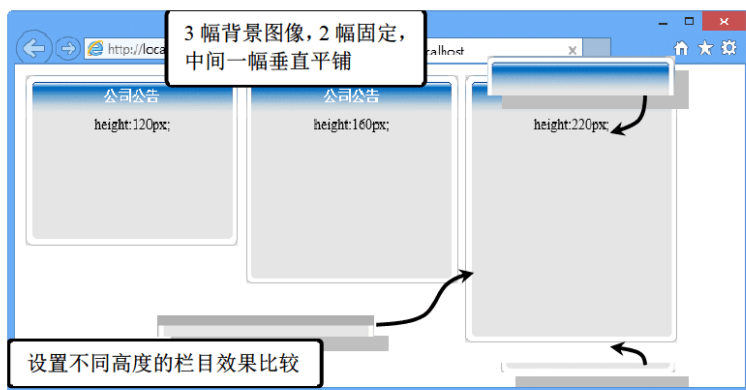 3 幅背景图像，2 幅固定，
中间一幅垂直平铺
http://loca
alhost
公司公告
height:120px;
公司公告
height:160px;
height:220px;
设置不同高度的栏目效果比较